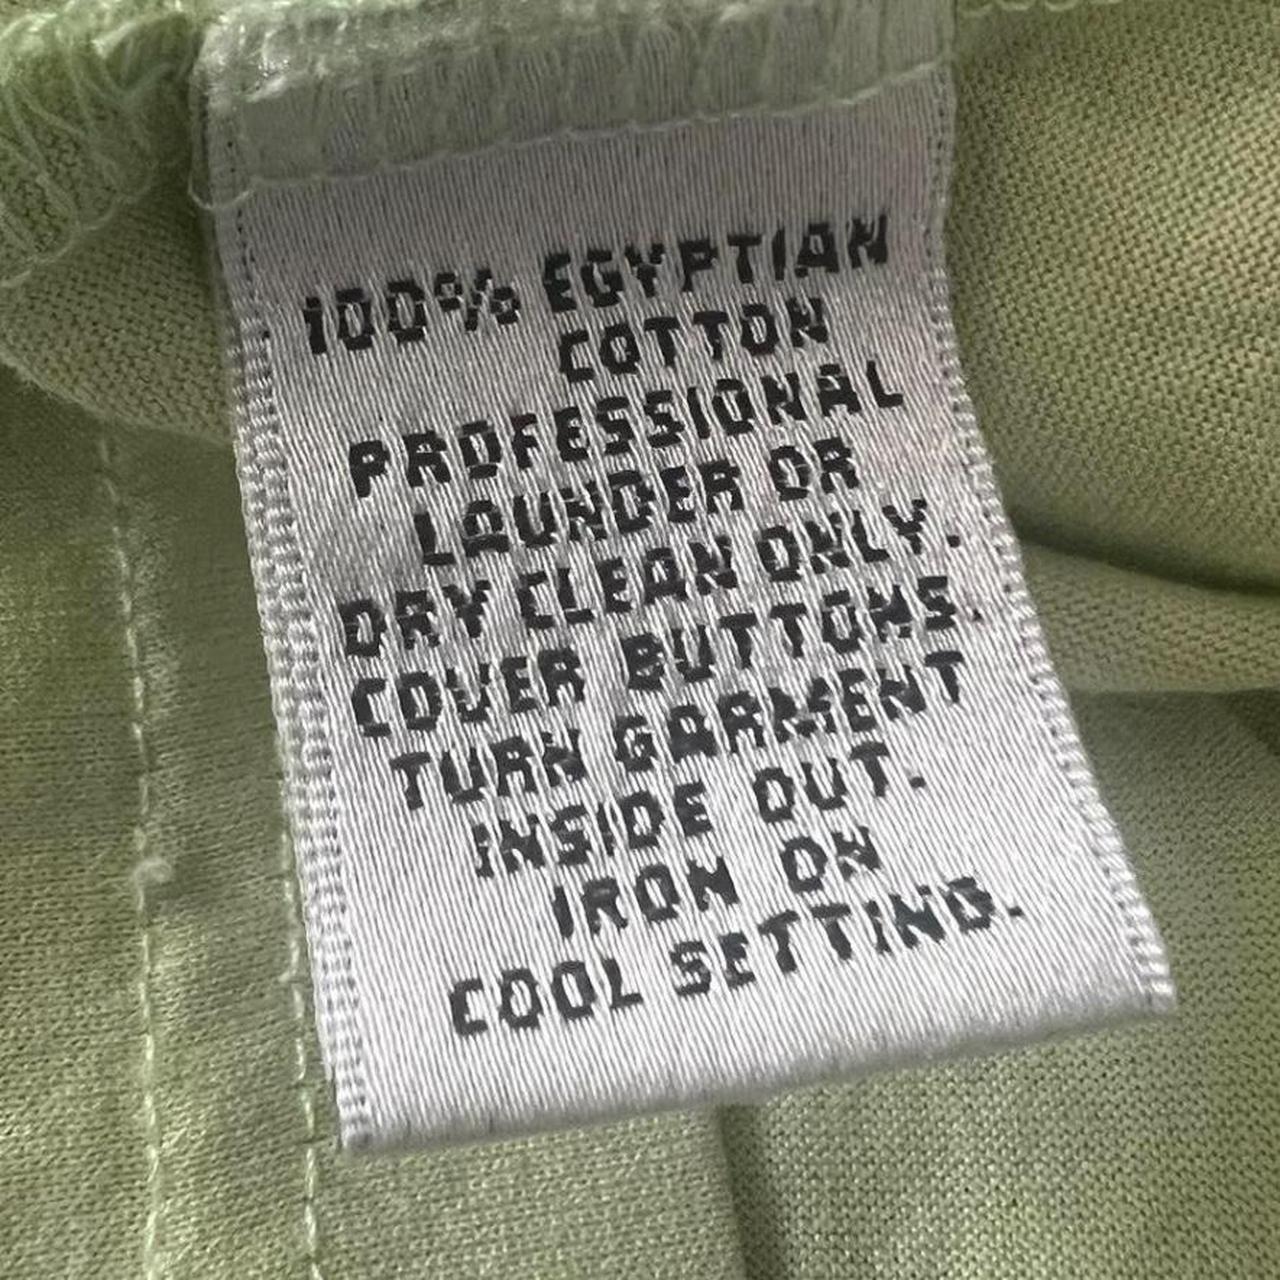 100% EGYPTIAN
COTTON
PROFESSIONAL
LAUNDER OR
DRY CLEAN ONLY.
COVER BUTTONS.
TURN GARMENT
INSIDE OUT.
IRON ON
COOL SETTING.